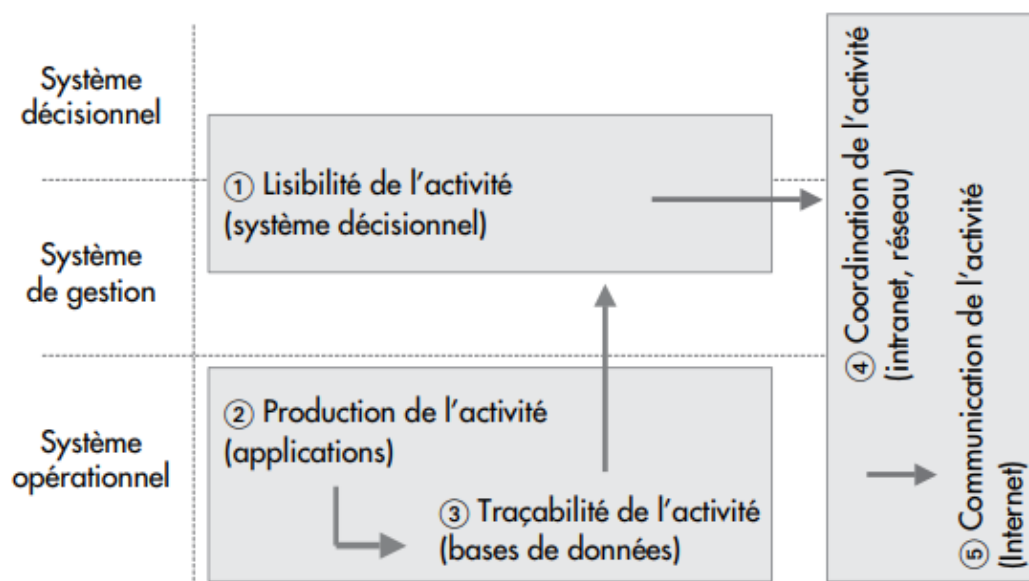 Système
décisionnel
① Lisibilité de l'activité
(système décisionnel)
Système
de gestion
② Production de l'activité
(applications)
Système
opérationnel
③ Traçabilité de l'activité
(bases de données)
④ Coordination de l'activité
(intranet, réseau)
⑤ Communication de l'activité
(Internet)